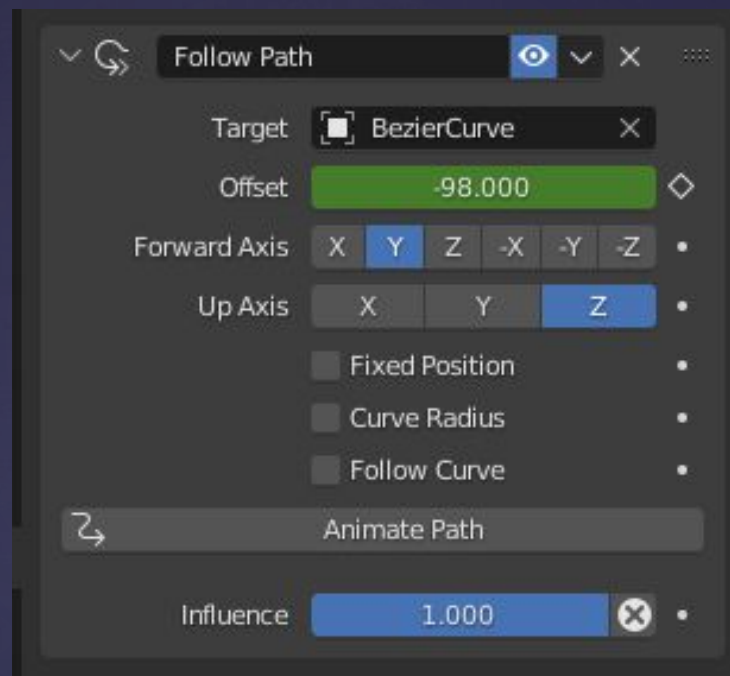 Follow Path
Target BezierCurve
Offset -98.000
Forward Axis X Y Z -X -Y -Z
Up Axis X Y Z
Fixed Position
Curve Radius
Follow Curve
Animate Path
Influence 1.000